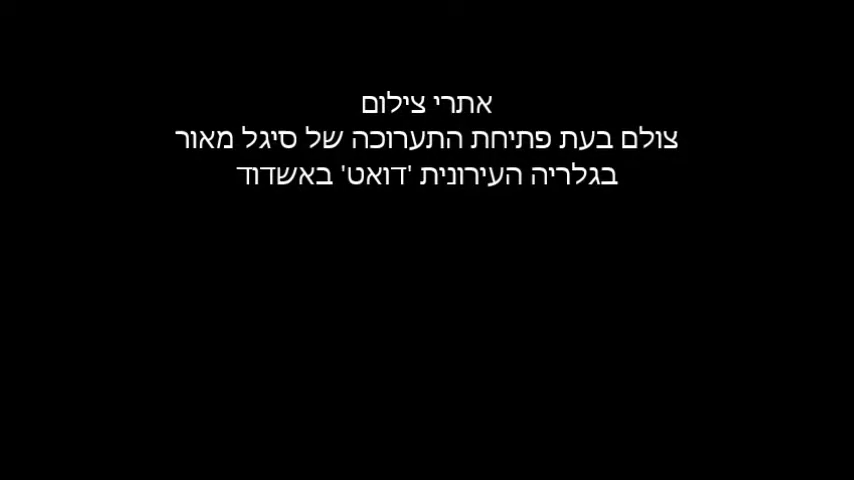 אתרי צילום
צולם בעת פתיחת התערוכה של סיגל מאור
בגלריה העירונית 'דואט' באשדוד